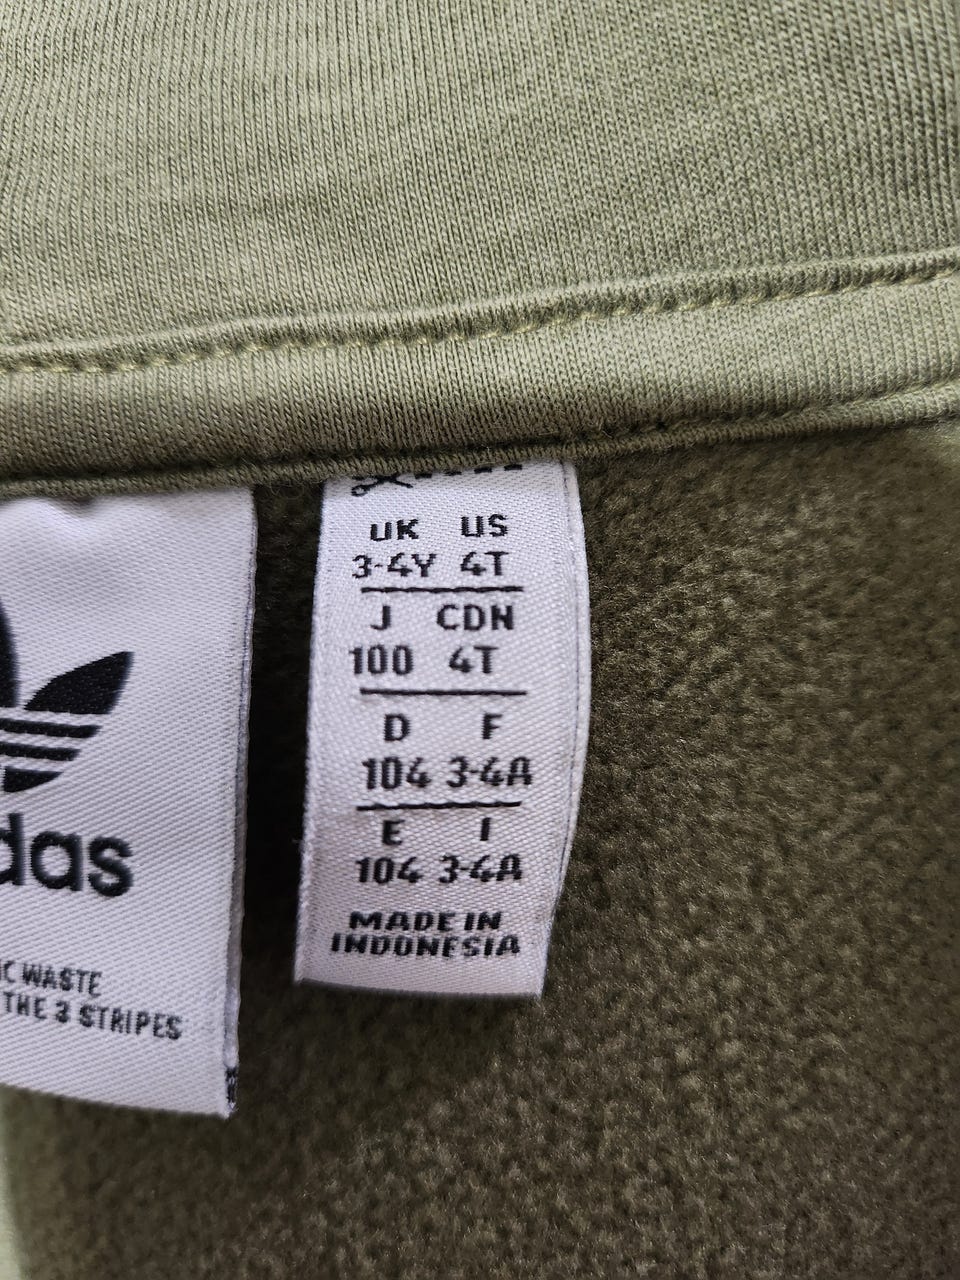 das
IC WASTE
THE 3 STRIPES
UK US
3-4Y 4T
J CDN
100 4T
D F
104 3-4A
E I
104 3-4A
MADE IN
INDONESIA